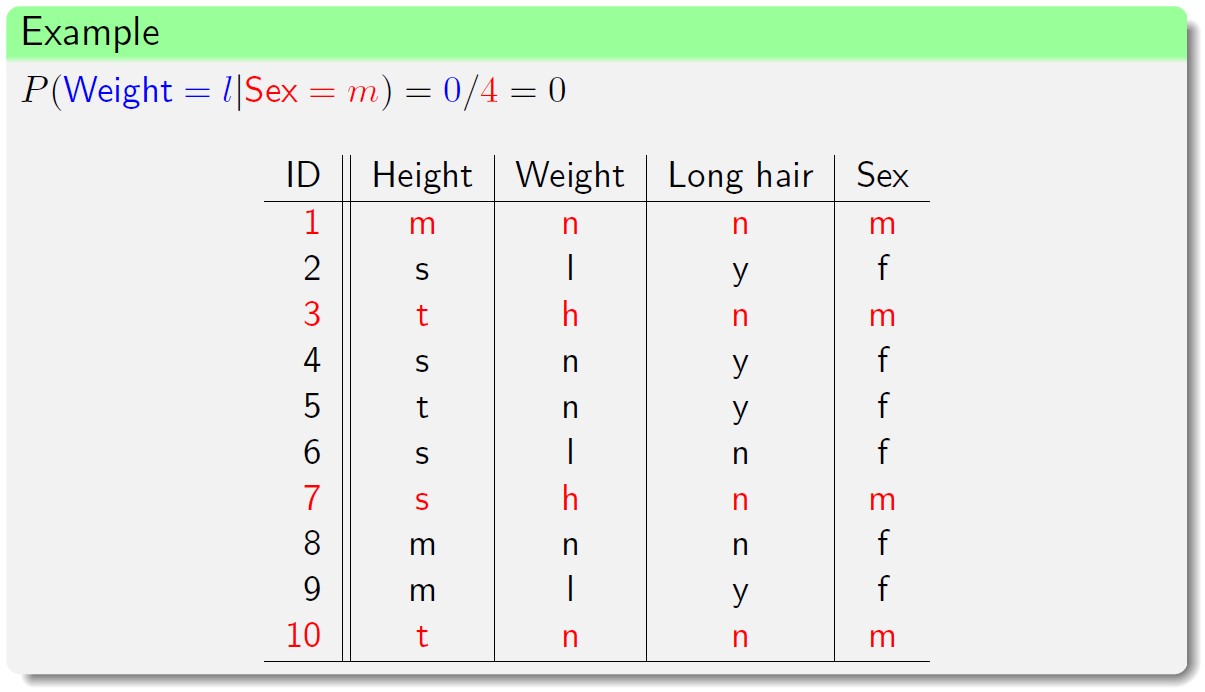 Example
P(Weight = l|Sex = m) = 0/4 = 0
ID Height Weight Long hair Sex
1 m n n m
2 s l y f
3 t h n m
4 s n y f
5 t n y f
6 s l n f
7 s h n m
8 m n n f
9 m l y f
10 t n n m